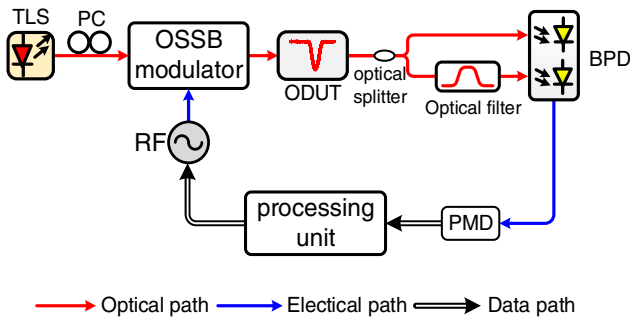 TLS
PC
OSSB
modulator
ODUT
optical
splitter
Optical filter
BPD
RF
processing
unit
PMD
Optical path
Electical path
Data path